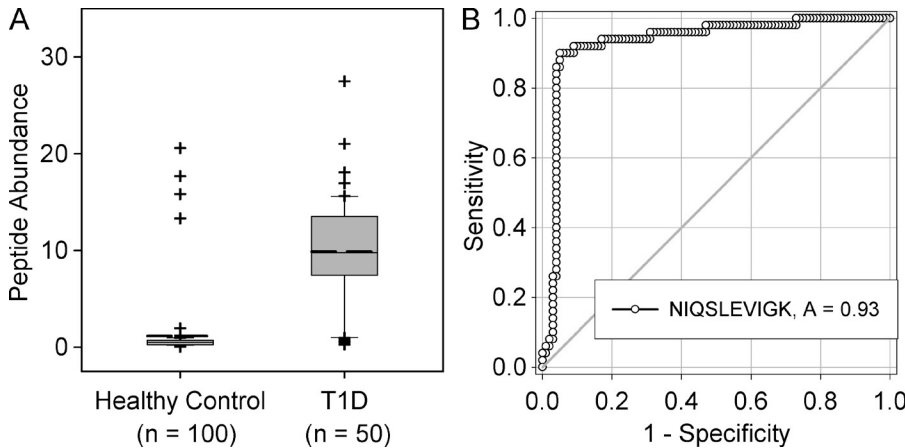 A
Peptide Abundance
30
20
10
0
Healthy Control
(n = 100)
T1D
(n = 50)
B
Sensitivity
1.0
0.8
0.6
0.4
0.2
0.0
NIQSLEVIGK, A = 0.93
0.0 0.2 0.4 0.6 0.8 1.0
1 - Specificity